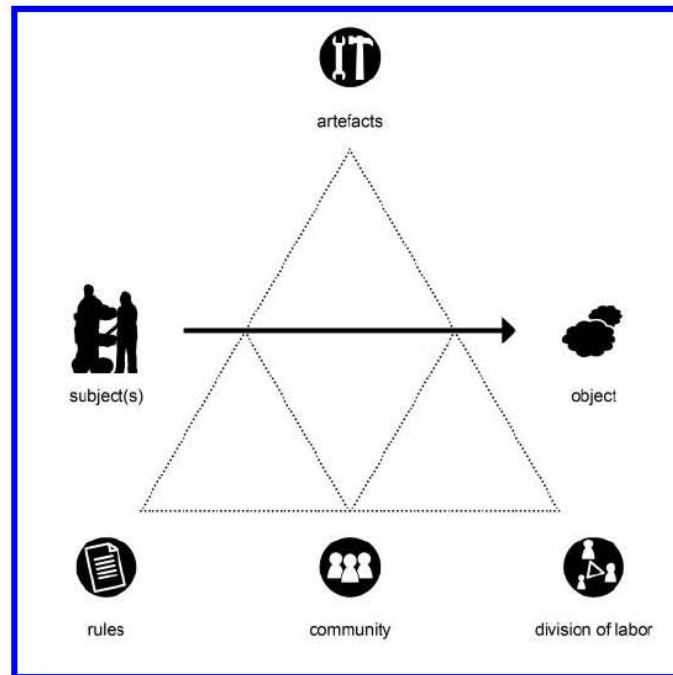 artefacts
subject(s)
object
rules
community
division of labor